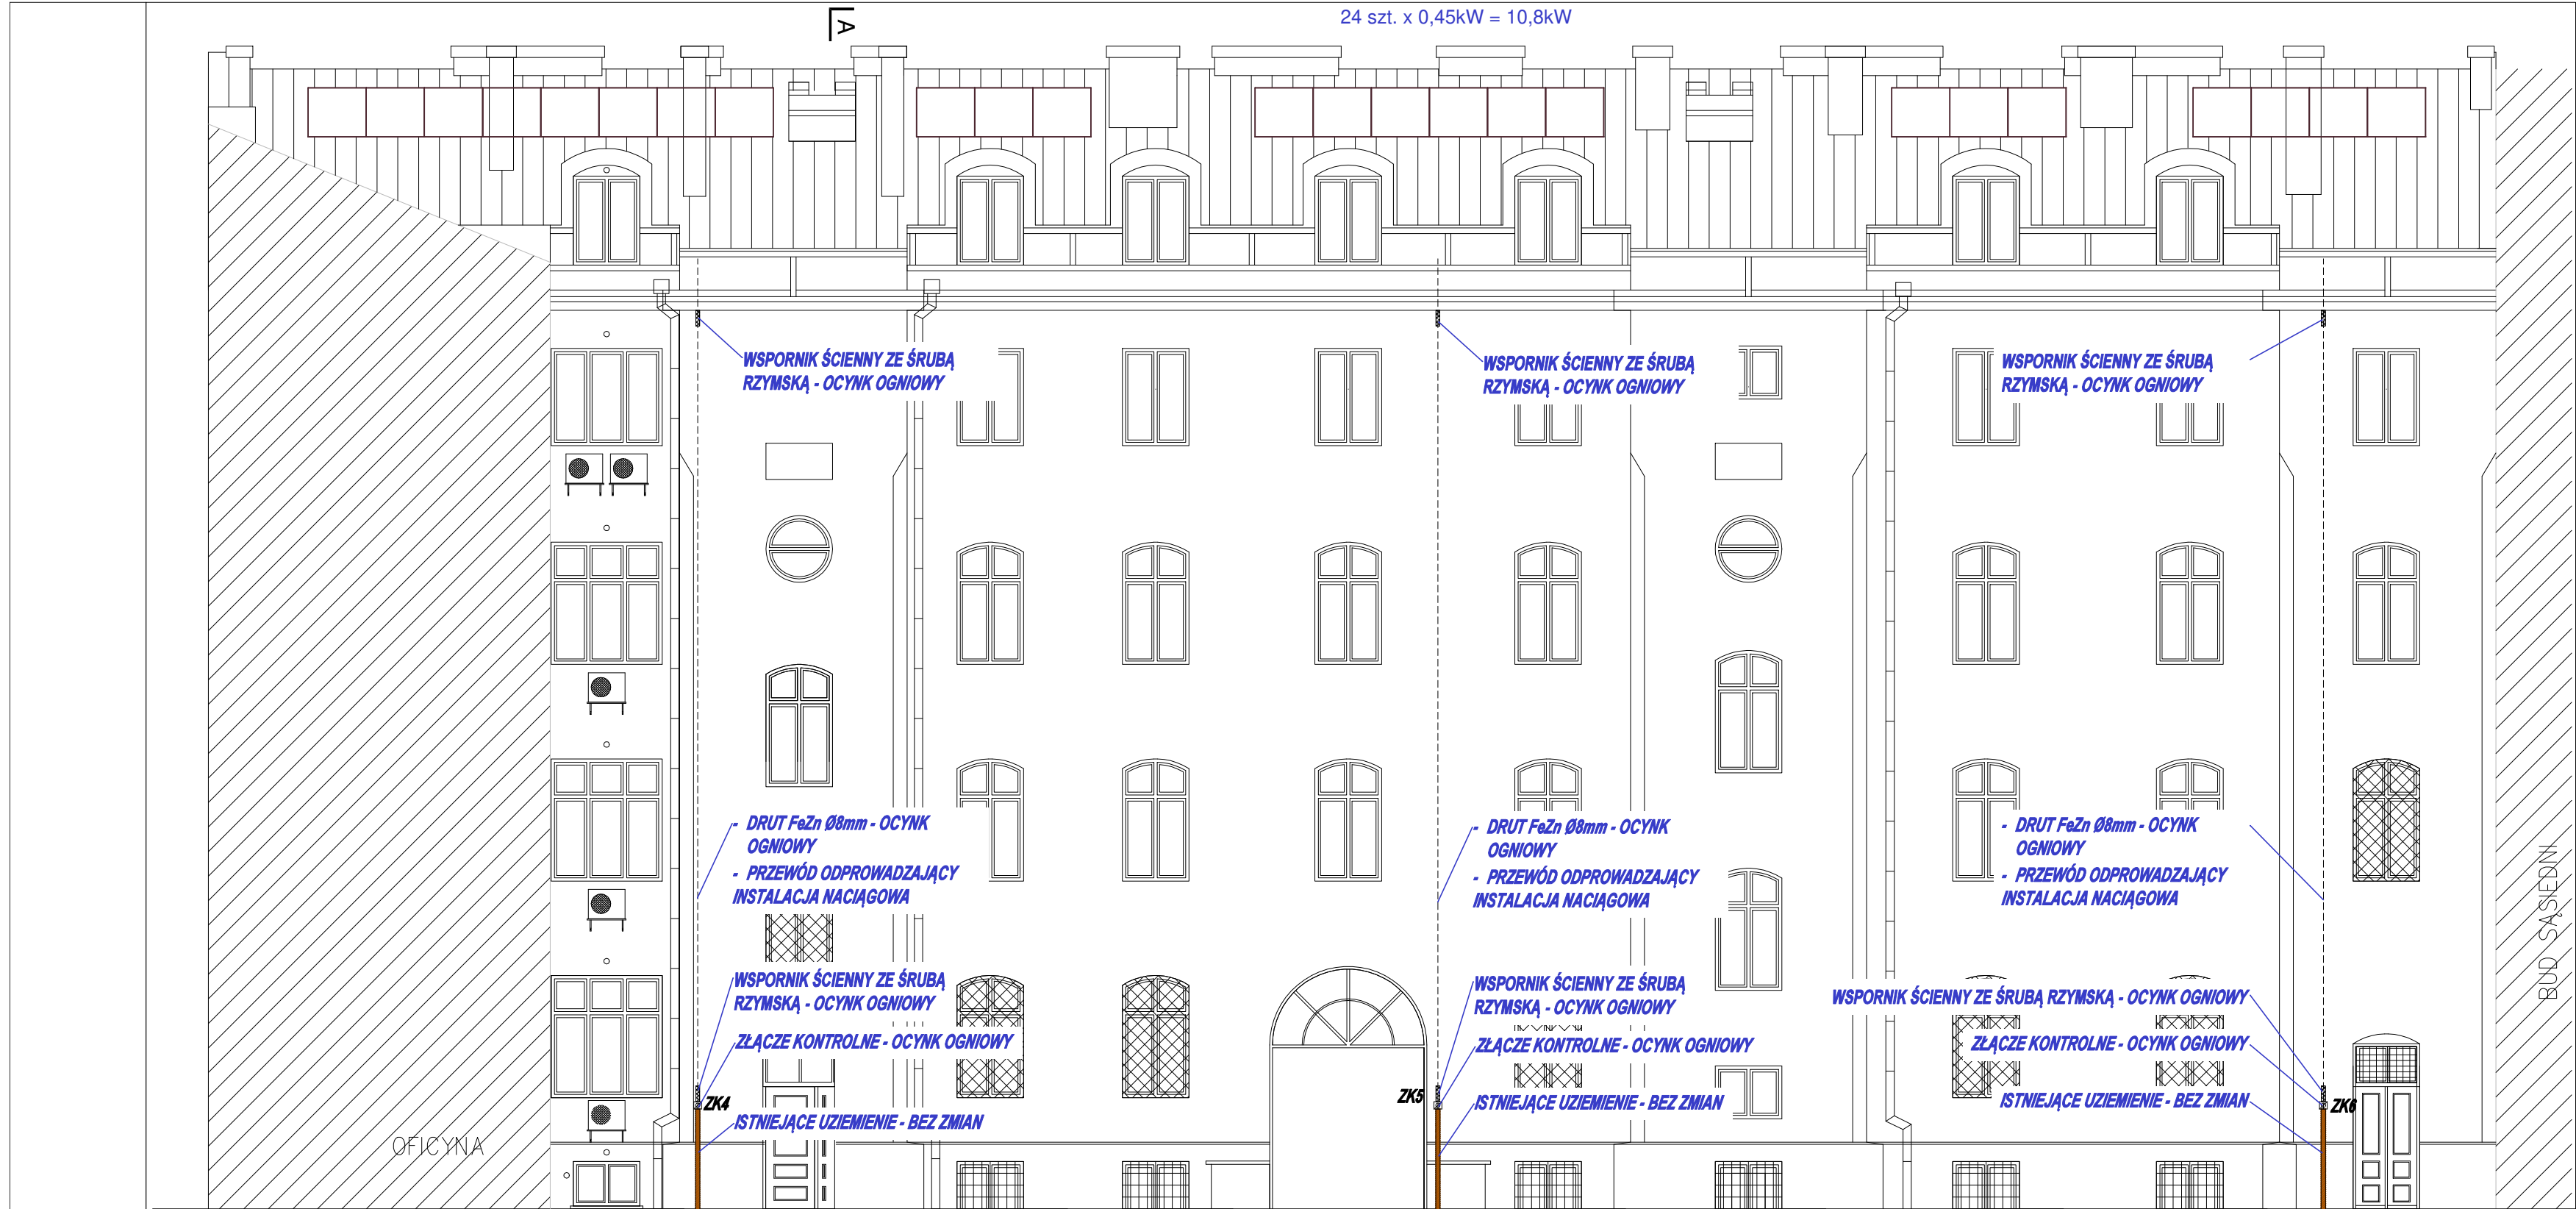 A
24 szt. x 0,45kW = 10,8kW
WSPORNIK ŚCIENNY ZE ŚRUBĄ
RZYMSKĄ - OCYNK OGNIOWY
WSPORNIK ŚCIENNY ZE ŚRUBĄ
RZYMSKĄ - OCYNK OGNIOWY
WSPORNIK ŚCIENNY ZE ŚRUBĄ
RZYMSKĄ - OCYNK OGNIOWY
- DRUT FeZn Ø8mm - OCYNK
OGNIOWY
- PRZEWÓD ODPROWADZAJĄCY
INSTALACJA NACIĄGOWA
- DRUT FeZn Ø8mm - OCYNK
OGNIOWY
- PRZEWÓD ODPROWADZAJĄCY
INSTALACJA NACIĄGOWA
- DRUT FeZn Ø8mm - OCYNK
OGNIOWY
- PRZEWÓD ODPROWADZAJĄCY
INSTALACJA NACIĄGOWA
WSPORNIK ŚCIENNY ZE ŚRUBĄ
RZYMSKĄ - OCYNK OGNIOWY
ZŁĄCZE KONTROLNE - OCYNK OGNIOWY
ZK4
ISTNIEJĄCE UZIEMIENIE - BEZ ZMIAN
WSPORNIK ŚCIENNY ZE ŚRUBĄ
RZYMSKĄ - OCYNK OGNIOWY
ZŁĄCZE KONTROLNE - OCYNK OGNIOWY
ZK5
ISTNIEJĄCE UZIEMIENIE - BEZ ZMIAN
WSPORNIK ŚCIENNY ZE ŚRUBĄ RZYMSKĄ - OCYNK OGNIOWY
ZŁĄCZE KONTROLNE - OCYNK OGNIOWY
ISTNIEJĄCE UZIEMIENIE - BEZ ZMIAN
ZK6
OFICYNA
BUD SĄSIEDNI